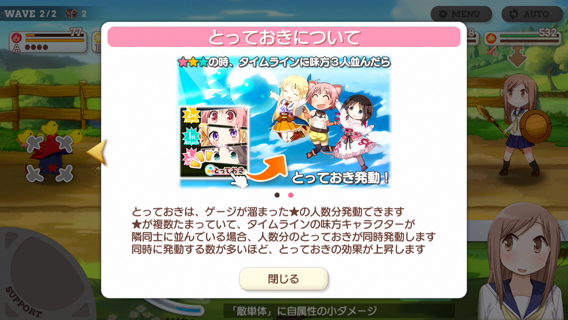 WAVE 2/2
2
77
532
MENU
AUTO
とっておきについて
★★★の時、タイムラインに味方3人並んだら
とっておき
とっておき発動！
とっておきは、ゲージが溜まった★の人数分発動できます
★が複数たまっていて、タイムラインの味方キャラクターが
隣同士に並んでいる場合、人数分のとっておきが同時発動します
同時に発動する数が多いほど、とっておきの効果が上昇します
閉じる
SUPPORT
「敵単体」に自属性の小ダメージ